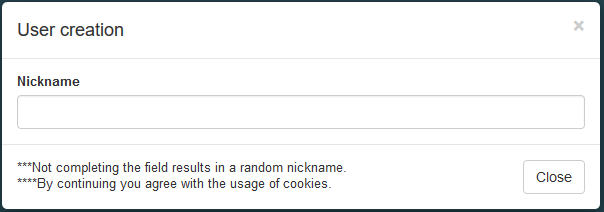 User creation
×
Nickname
***Not completing the field results in a random nickname.
****By continuing you agree with the usage of cookies.
Close